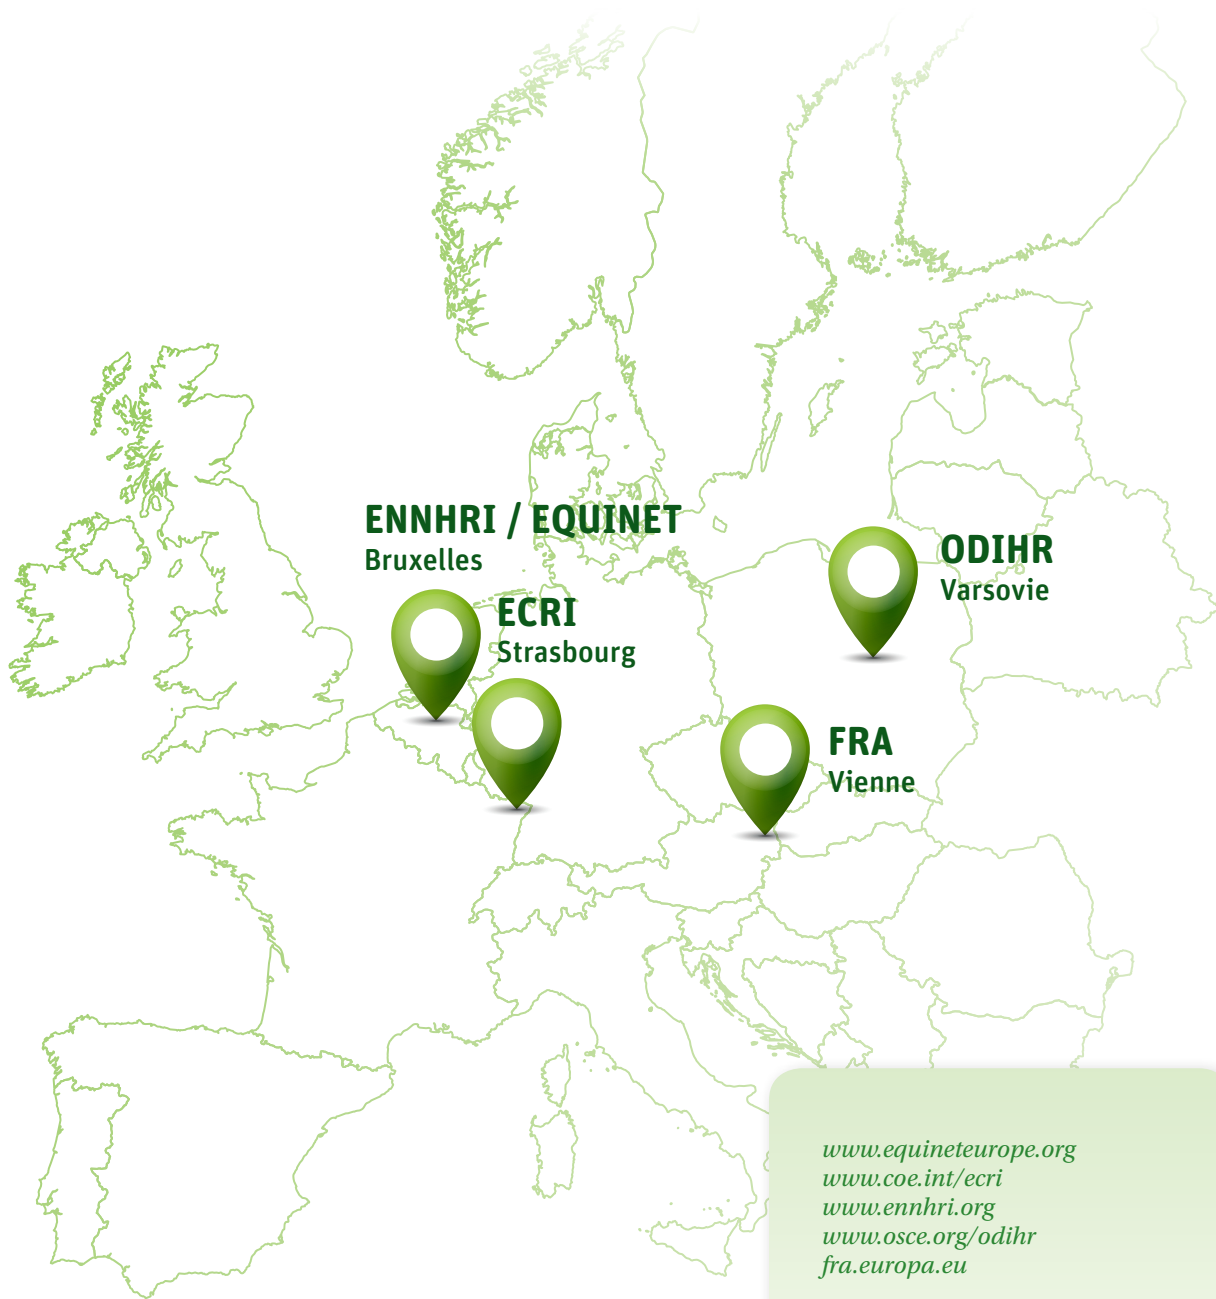 ENNHRI / EQUINET
Bruxelles
ECRI
Strasbourg
ODIHR
Varsovie
FRA
Vienne
www.equineteurope.org
www.coe.int/ecri
www.ennhri.org
www.osce.org/odihr
fra.europa.eu